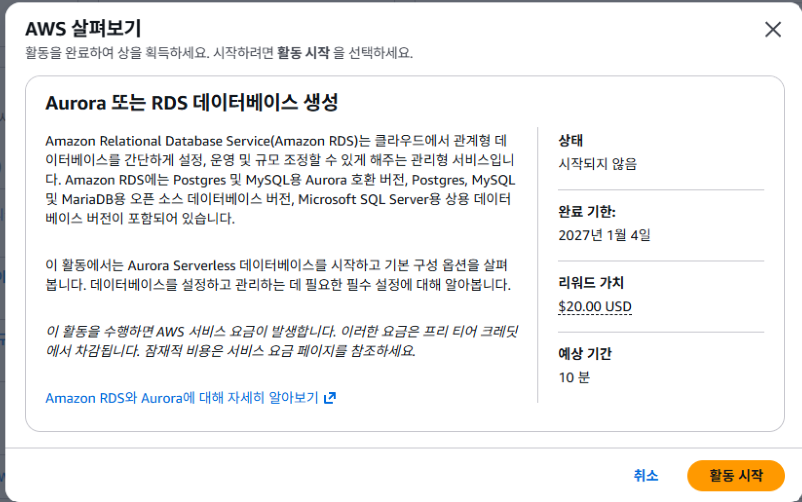 AWS 살펴보기
활동을 완료하여 상을 획득하세요. 시작하려면 활동 시작 을 선택하세요.
Aurora 또는 RDS 데이터베이스 생성
Amazon Relational Database Service(Amazon RDS)는 클라우드에서 관계형 데
이터베이스를 간단하게 설정, 운영 및 규모 조정할 수 있게 해주는 관리형 서비스입니
다. Amazon RDS에는 Postgres 및 MySQL용 Aurora 호환 버전, Postgres, MySQL
및 MariaDB용 오픈 소스 데이터베이스 버전, Microsoft SQL Server용 상용 데이터
베이스 버전이 포함되어 있습니다.
이 활동에서는 Aurora Serverless 데이터베이스를 시작하고 기본 구성 옵션을 살펴
봅니다. 데이터베이스를 설정하고 관리하는 데 필요한 필수 설정에 대해 알아봅니다.
이 활동을 수행하면 AWS 서비스 요금이 발생합니다. 이러한 요금은 프리 티어 크레딧
에서 차감됩니다. 잠재적 비용은 서비스 요금 페이지를 참조하세요.
Amazon RDS와 Aurora에 대해 자세히 알아보기
상태
시작되지 않음
완료 기한:
2027년 1월 4일
리워드 가치
$20.00 USD
예상 기간
10 분
취소
활동 시작